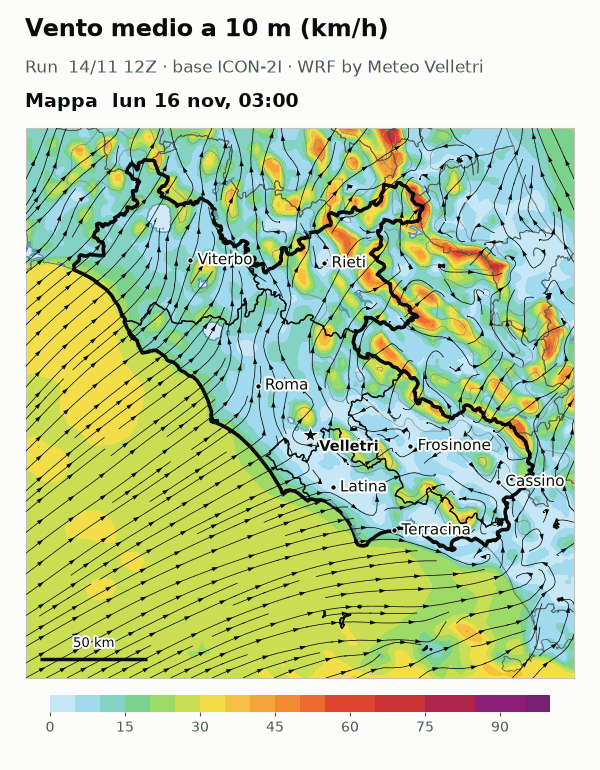 Vento medio a 10 m (km/h)
Run  14/11 12Z · base ICON-2I · WRF by Meteo Velletri
Mappa  lun 16 nov, 03:00
Viterbo
Rieti
Roma
Velletri
Frosinone
Latina
Cassino
Terracina
50 km
0 15 30 45 60 75 90